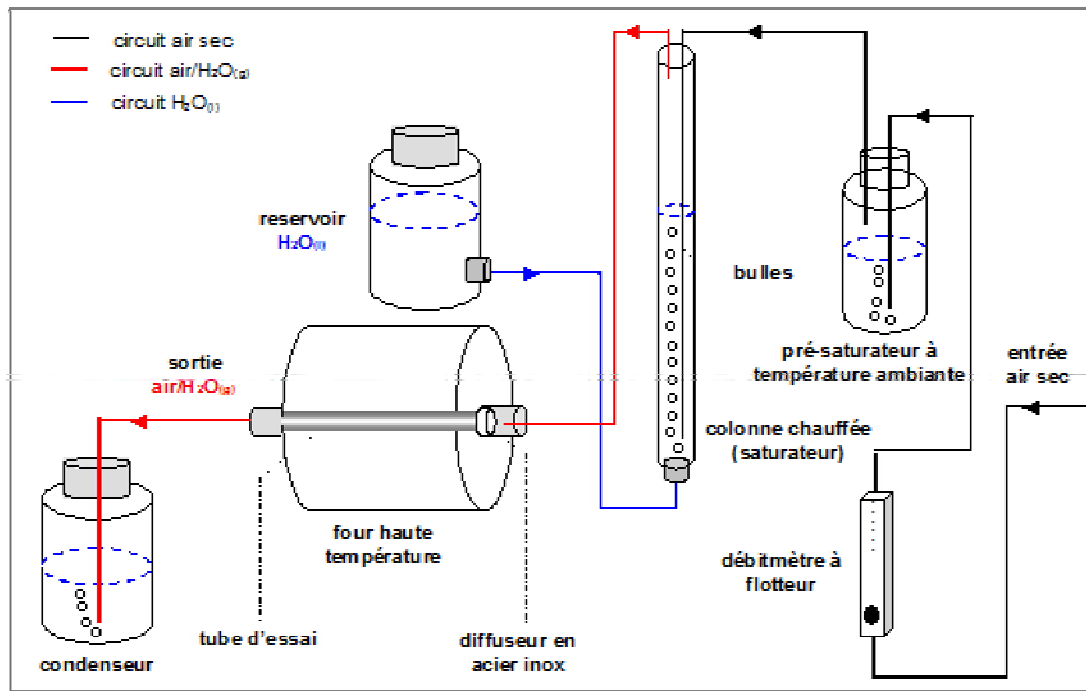 circuit air sec
circuit air/H₂O₍g₎
circuit H₂O₍l₎
reservoir
H₂O₍l₎
bulles
pré-saturateur à
température ambiante
entrée
air sec
sortie
air/H₂O₍g₎
colonne chauffée
(saturateur)
four haute
température
débitmètre à
flotteur
tube d'essai
diffuseur en
acier inox
condenseur